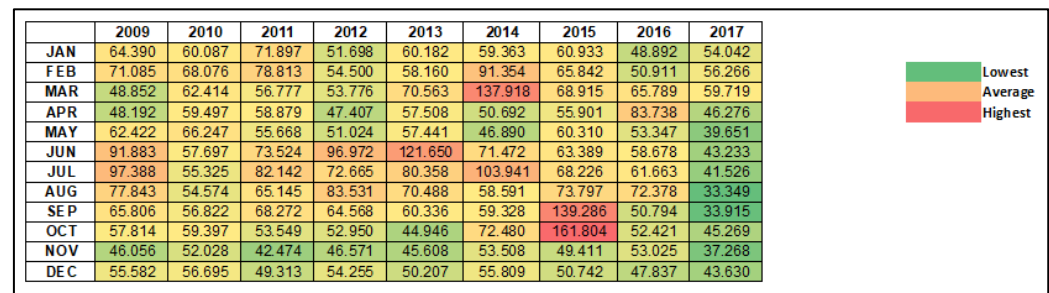 2009 2010 2011 2012 2013 2014 2015 2016 2017
JAN 64.390 60.087 71.897 51.698 60.182 59.363 60.933 48.892 54.042
FEB 71.085 68.076 78.813 54.500 58.160 91.354 65.842 50.911 56.266
MAR 48.852 62.414 56.777 53.776 70.563 137.918 68.915 65.789 59.719
APR 48.192 59.497 58.879 47.407 57.508 50.692 55.901 83.738 46.276
MAY 62.422 66.247 55.668 51.024 57.441 46.890 60.310 53.347 39.651
JUN 91.883 57.697 73.524 96.972 121.650 71.472 63.389 58.678 43.233
JUL 97.388 55.325 82.142 72.665 80.358 103.941 68.226 61.663 41.526
AUG 77.843 54.574 65.145 83.531 70.488 58.591 73.797 72.378 33.349
SEP 65.806 56.822 68.272 64.568 60.336 59.328 139.286 50.794 33.915
OCT 57.814 59.397 53.549 52.950 44.946 72.480 161.804 52.421 45.269
NOV 46.056 52.028 42.474 46.571 45.608 53.508 49.411 53.025 37.268
DEC 55.582 56.695 49.313 54.255 50.207 55.809 50.742 47.837 43.630
Lowest
Average
Highest